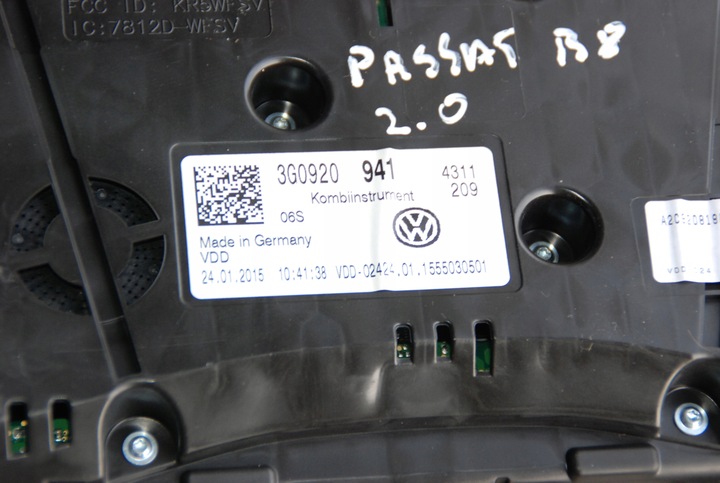 FCC ID: KR5WFSV
IC:7812D-WFSV
PASSAT B8
2.0
3G0920 941 4311
Kombiinstrument 209
06S
Made in Germany
VDD
24.01.2015 10:41:38 VDD-02424.01.1555030501